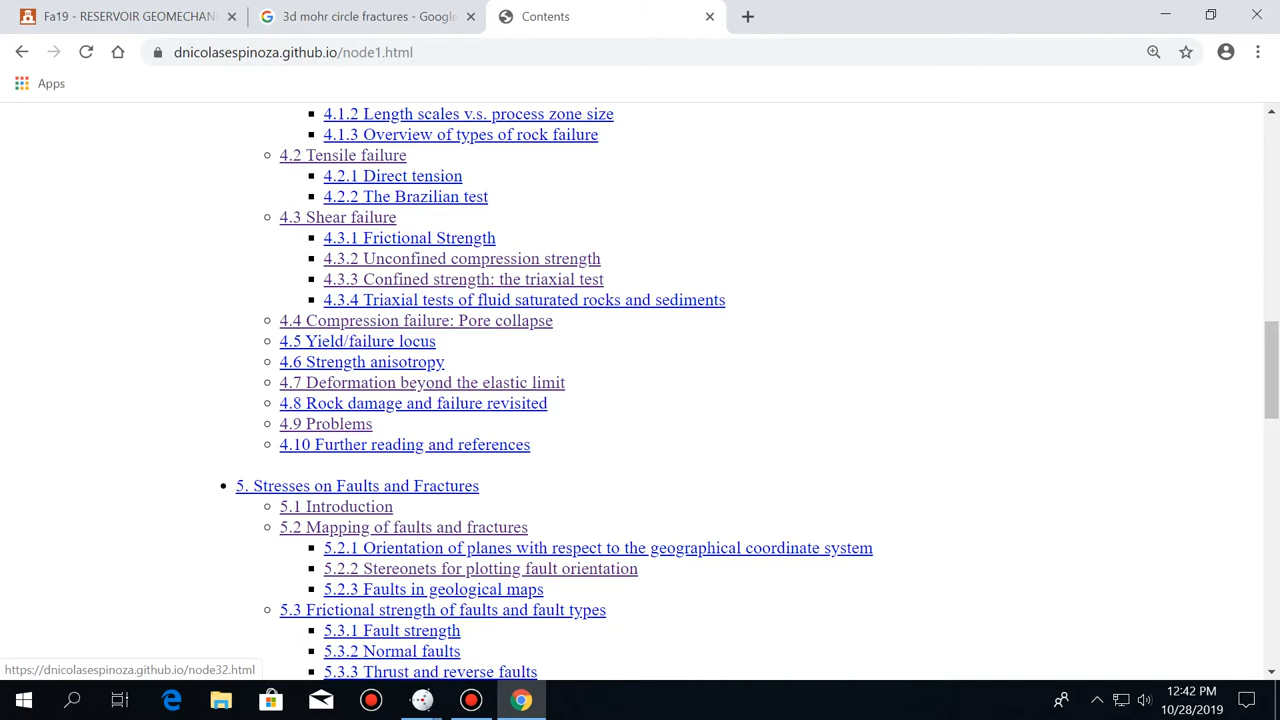 Fa19 - RESERVOIR GEOMECHANI
3d mohr circle fractures - Google
Contents
dnicolasespinoza.github.io/node1.html
Apps
4.1.2 Length scales v.s. process zone size
4.1.3 Overview of types of rock failure
4.2 Tensile failure
4.2.1 Direct tension
4.2.2 The Brazilian test
4.3 Shear failure
4.3.1 Frictional Strength
4.3.2 Unconfined compression strength
4.3.3 Confined strength: the triaxial test
4.3.4 Triaxial tests of fluid saturated rocks and sediments
4.4 Compression failure: Pore collapse
4.5 Yield/failure locus
4.6 Strength anisotropy
4.7 Deformation beyond the elastic limit
4.8 Rock damage and failure revisited
4.9 Problems
4.10 Further reading and references
5. Stresses on Faults and Fractures
5.1 Introduction
5.2 Mapping of faults and fractures
5.2.1 Orientation of planes with respect to the geographical coordinate system
5.2.2 Stereonets for plotting fault orientation
5.2.3 Faults in geological maps
5.3 Frictional strength of faults and fault types
5.3.1 Fault strength
5.3.2 Normal faults
5.3.3 Thrust and reverse faults
https://dnicolasespinoza.github.io/node32.html
12:42 PM
10/28/2019